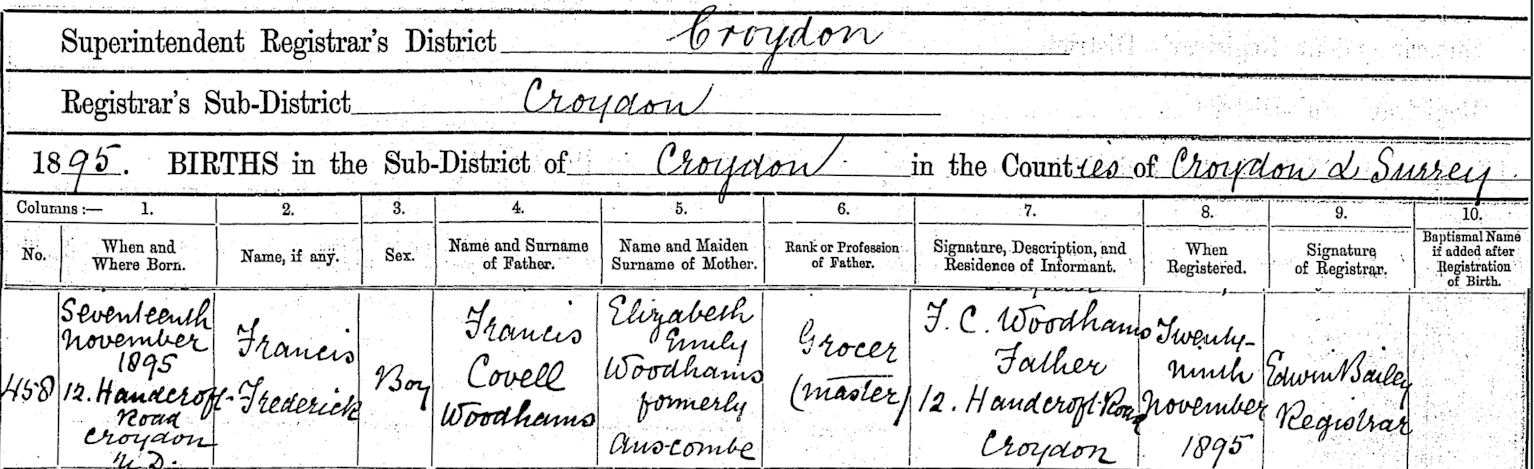 Superintendent Registrar's District Croydon
Registrar's Sub-District Croydon
1895. BIRTHS in the Sub-District of Croydon in the Counties of Croydon & Surrey
Columns :— 1. 2. 3. 4. 5. 6. 7. 8. 9. 10.
No.
When and
Where Born.
Name, if any.
Sex.
Name and Surname
of Father.
Name and Maiden
Surname of Mother.
Rank or Profession
of Father.
Signature, Description, and
Residence of Informant.
When
Registered.
Signature
of Registrar.
Baptismal Name
if added after
Registration
of Birth.
458
Seventeenth
November
1895
12. Handcroft
Road
Croydon
U.D.
Francis
Frederick
Boy
Francis
Covell
Woodhams
Elizabeth
Emily
Woodhams
formerly
Auscombe
Grocer
(Master)
F. C. Woodhams
Father
12. Handcroft Road
Croydon
Twenty-
ninth
November
1895
Edwin Bailey
Registrar